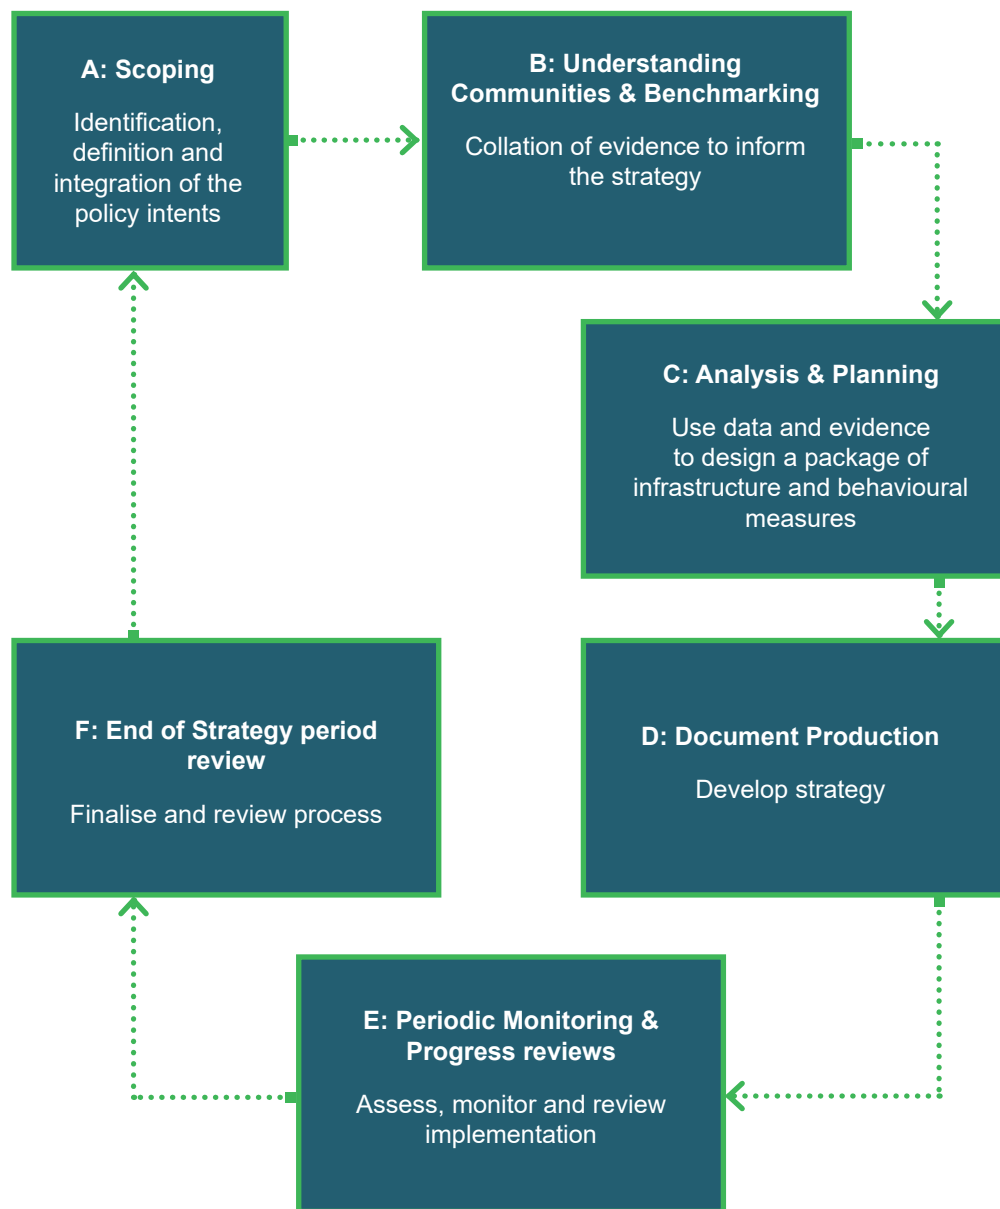 A: Scoping
Identification,
definition and
integration of the
policy intents
B: Understanding
Communities & Benchmarking
Collation of evidence to inform
the strategy
C: Analysis & Planning
Use data and evidence
to design a package of
infrastructure and behavioural
measures
D: Document Production
Develop strategy
E: Periodic Monitoring &
Progress reviews
Assess, monitor and review
implementation
F: End of Strategy period
review
Finalise and review process